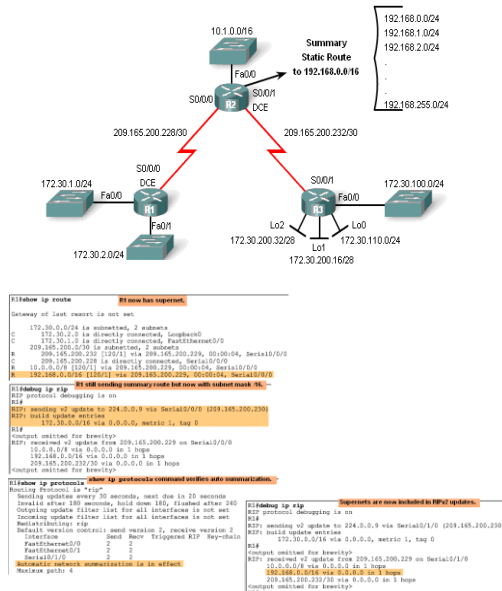 10.1.0.0/16
Fa0/0
Summary
Static Route
to 192.168.0.0/16
192.168.0.0/24
192.168.1.0/24
192.168.2.0/24
.
.
.
192.168.255.0/24
S0/0/0
R2
S0/0/1
DCE
209.165.200.228/30
209.165.200.232/30
172.30.1.0/24
Fa0/0
S0/0/0
DCE
R1
Fa0/1
172.30.2.0/24
S0/0/1
R3
Fa0/0
172.30.100.0/24
Lo2
Lo1
Lo0
172.30.200.32/28
172.30.200.16/28
172.30.110.0/24
R1#show ip route
R1 now has supernet.
Gateway of last resort is not set
172.30.0.0/24 is subnetted, 2 subnets
C 172.30.2.0 is directly connected, Loopback0
C 172.30.1.0 is directly connected, FastEthernet0/0
209.165.200.0/30 is subnetted, 2 subnets
R 209.165.200.232 [120/1] via 209.165.200.229, 00:00:04, Serial0/0/0
C 209.165.200.228 is directly connected, Serial0/0/0
R 10.0.0.0/8 [120/1] via 209.165.200.229, 00:00:04, Serial0/0/0
R 192.168.0.0/16 [120/1] via 209.165.200.229, 00:00:04, Serial0/0/0
R1#debug ip rip
R1 still sending summary route but now with subnet mask /16.
RIP protocol debugging is on
R1#
RIP: sending v2 update to 224.0.0.9 via Serial0/0/0 (209.165.200.230)
RIP: build update entries
172.30.0.0/16 via 0.0.0.0, metric 1, tag 0
R1#
<output omitted for brevity>
RIP: received v2 update from 209.165.200.229 on Serial0/0/0
10.0.0.0/8 via 0.0.0.0 in 1 hops
192.168.0.0/16 via 0.0.0.0 in 1 hops
209.165.200.232/30 via 0.0.0.0 in 1 hops
<output omitted for brevity>
R1#show ip protocols
show ip protocols command verifies auto summarization.
Routing Protocol is "rip"
Sending updates every 30 seconds, next due in 20 seconds
Invalid after 180 seconds, hold down 180, flushed after 240
Outgoing update filter list for all interfaces is not set
Incoming update filter list for all interfaces is not set
Redistributing: rip
Default version control: send version 2, receive version 2
Interface Send Recv Triggered RIP Key-chain
FastEthernet0/0 2 2
FastEthernet0/1 2 2
Serial0/1/0 2 2
Automatic network summarization is in effect
Maximum path: 4
Supernets are now included in RIPv2 updates.
R1#debug ip rip
RIP protocol debugging is on
R1#
RIP: sending v2 update to 224.0.0.9 via Serial0/1/0 (209.165.200.230
RIP: build update entries
172.30.0.0/16 via 0.0.0.0, metric 1, tag 0
R1#
<output omitted for brevity>
RIP: received v2 update from 209.165.200.229 on Serial0/1/0
10.0.0.0/8 via 0.0.0.0 in 1 hops
192.168.0.0/16 via 0.0.0.0 in 1 hops
209.165.200.232/30 via 0.0.0.0 in 1 hops
<output omitted for brevity>